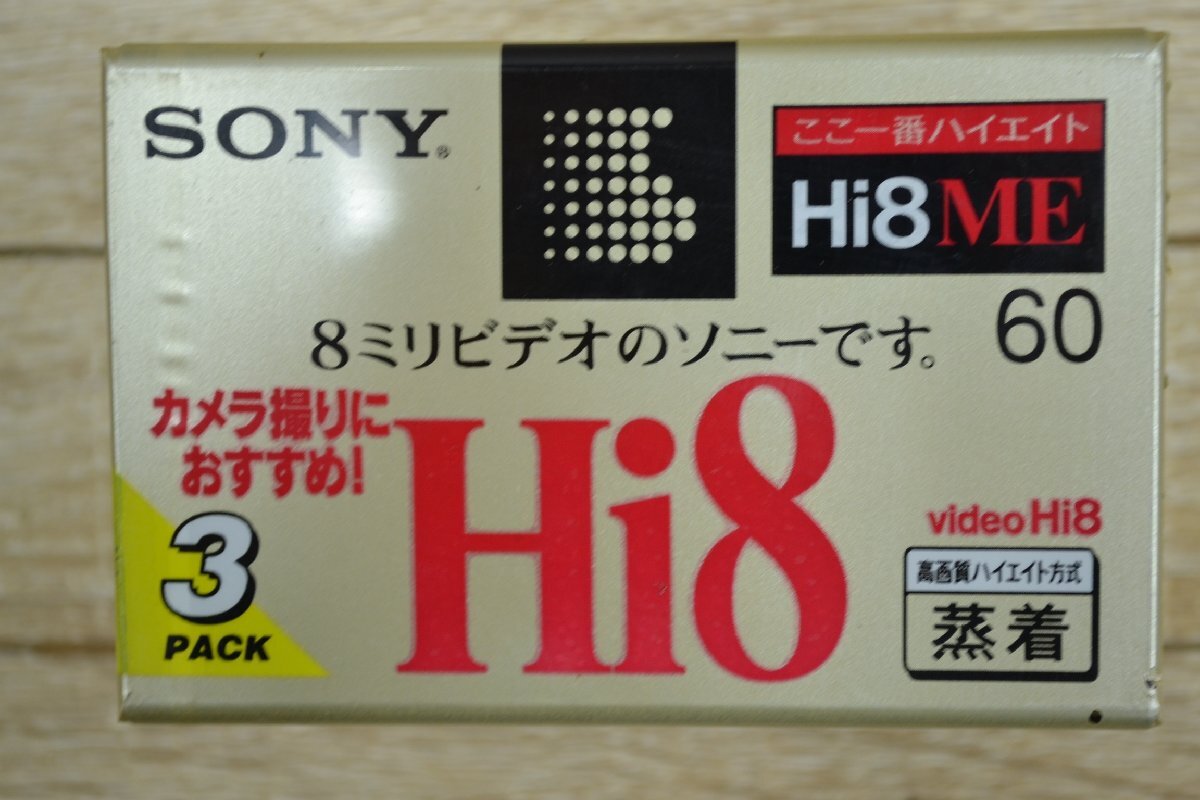 SONY®
ここ一番ハイエイト
Hi8 ME
60
8ミリビデオのソニーです。
カメラ撮りに
おすすめ!
Hi8
3
PACK
video Hi8
高画質ハイエイト方式
蒸着